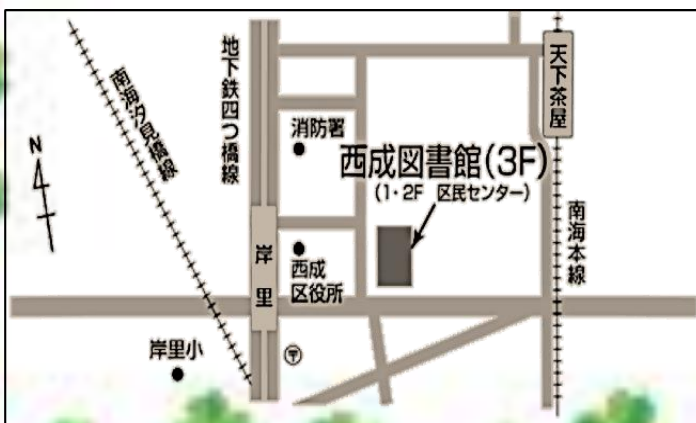 地下鉄四つ橋線
天下茶屋
南海汐見橋線
消防署
N
西成図書館(3F)
(1・2F 区民センター)
南海本線
岸里
西成
区役所
岸里小
〒